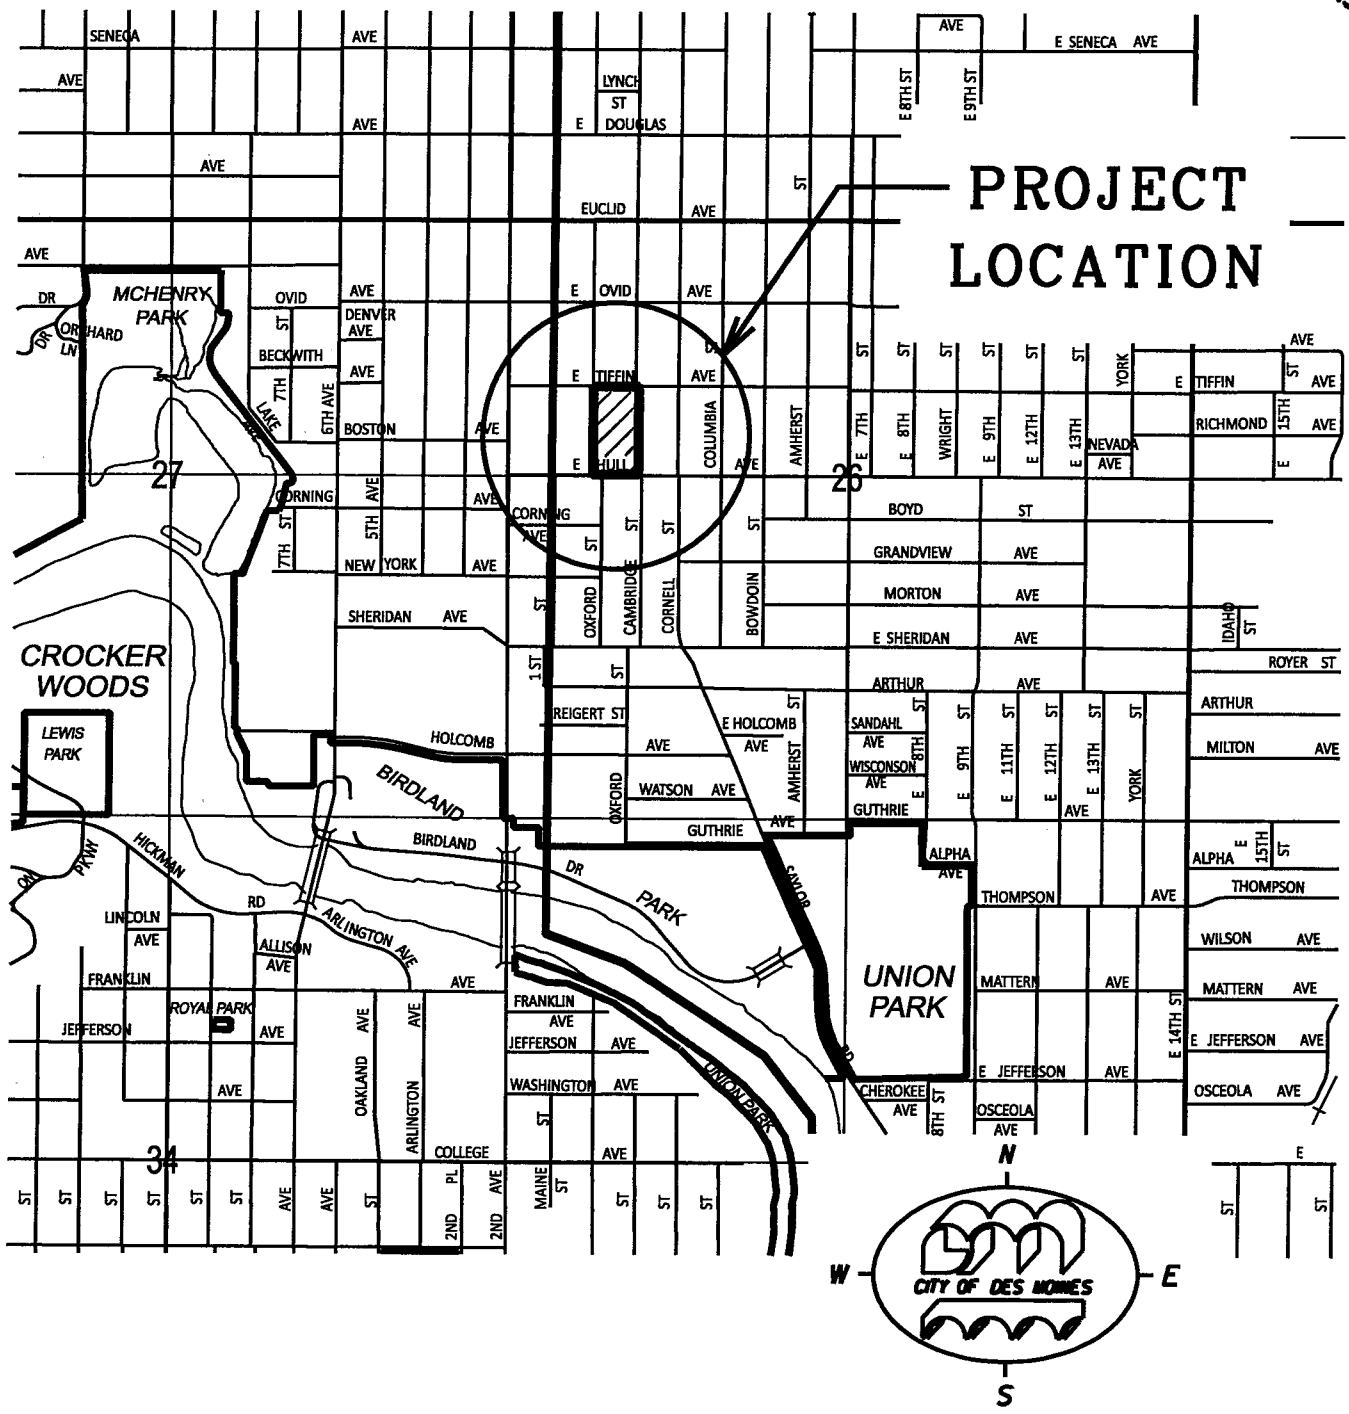 AVE
SENECA AVE
E SENECA AVE
AVE
LYNCH
ST
E 8TH ST
E 9TH ST
AVE
E DOUGLAS
AVE
ST
PROJECT
LOCATION
EUCLID AVE
AVE
MCHENRY
PARK
DR
ORCHARD
LN
DR
OVID
AVE
E OVID AVE
DENVER
AVE
ST
BECKWITH
7TH
6TH AVE
LAKE
AVE
E TIFFIN AVE
ST
BOSTON AVE
COLUMBIA
AMHERST
E HULL AVE
ST
E 7TH
ST
E 8TH
ST
WRIGHT
ST
E 9TH
ST
E 12TH
ST
E 13TH
YORK
NEVADA
AVE
AVE
E TIFFIN AVE
ST
RICHMOND AVE
E 15TH
27
26
CORNING AVE
5TH AVE
7TH ST
CORNING
AVE
ST
ST
ST
ST
BOYD ST
NEW YORK AVE
GRANDVIEW AVE
OXFORD
CAMBRIDGE
CORNELL
BOWDOIN
MORTON AVE
ST
SHERIDAN AVE
E SHERIDAN AVE
IDAHO
ST
CROCKER
WOODS
1 ST
ST
ROYER ST
ARTHUR AVE
ARTHUR
LEWIS
PARK
REIGERT ST
E HOLCOMB
AVE
ST
AMHERST
SANDAHL
AVE
E 8TH ST
E 9TH ST
E 11TH ST
E 12TH ST
E 13TH ST
YORK ST
HOLCOMB AVE
MILTON AVE
WISCONSON
AVE
BIRDLAND
OXFORD
WATSON AVE
GUTHRIE AVE
GUTHRIE AVE
HICKMAN
RD
PKWY
BIRDLAND DR
PARK
SAYLOR
RD
ALPHA
AVE
ALPHA
E 15TH ST
THOMPSON AVE
THOMPSON
LINCOLN
AVE
ARLINGTON AVE
ALLISON
AVE
WILSON AVE
UNION
PARK
FRANKLIN AVE
MATTERN AVE
MATTERN AVE
FRANKLIN
AVE
ROYAL PARK
JEFFERSON AVE
AVE
AVE
JEFFERSON AVE
E 14TH ST
E JEFFERSON AVE
UNION PARK
E JEFFERSON AVE
AVE
OAKLAND
ARLINGTON
WASHINGTON AVE
CHEROKEE
AVE
8TH ST
OSCEOLA
AVE
OSCEOLA AVE
ST
34
COLLEGE AVE
E
ST
ST
ST
ST
ST
ST
AVE
AVE
ST
2ND PL
2ND AVE
MAINE
ST
ST
ST
ST
ST
ST
N
W
E
S
CITY OF DES MOINES